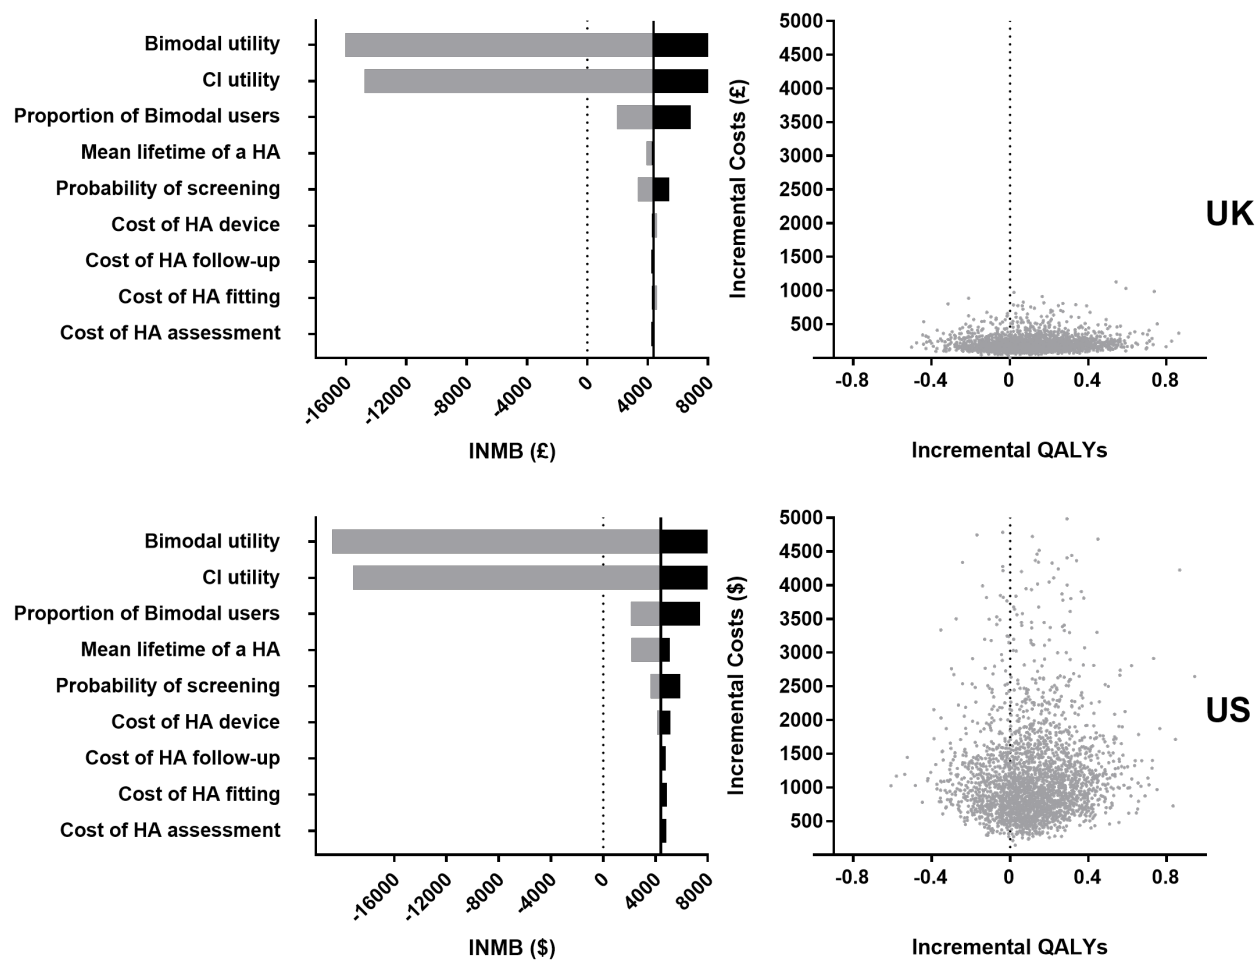 Bimodal utility
CI utility
Proportion of Bimodal users
Mean lifetime of a HA
Probability of screening
Cost of HA device
Cost of HA follow-up
Cost of HA fitting
Cost of HA assessment
-16000 -12000 -8000 -4000 0 4000 8000
INMB (£)
Incremental Costs (£)
5000
4500
4000
3500
3000
2500
2000
1500
1000
500
-0.8 -0.4 0 0.4 0.8
Incremental QALYs
UK
Bimodal utility
CI utility
Proportion of Bimodal users
Mean lifetime of a HA
Probability of screening
Cost of HA device
Cost of HA follow-up
Cost of HA fitting
Cost of HA assessment
-16000 -12000 -8000 -4000 0 4000 8000
INMB ($)
Incremental Costs ($)
5000
4500
4000
3500
3000
2500
2000
1500
1000
500
-0.8 -0.4 0 0.4 0.8
Incremental QALYs
US